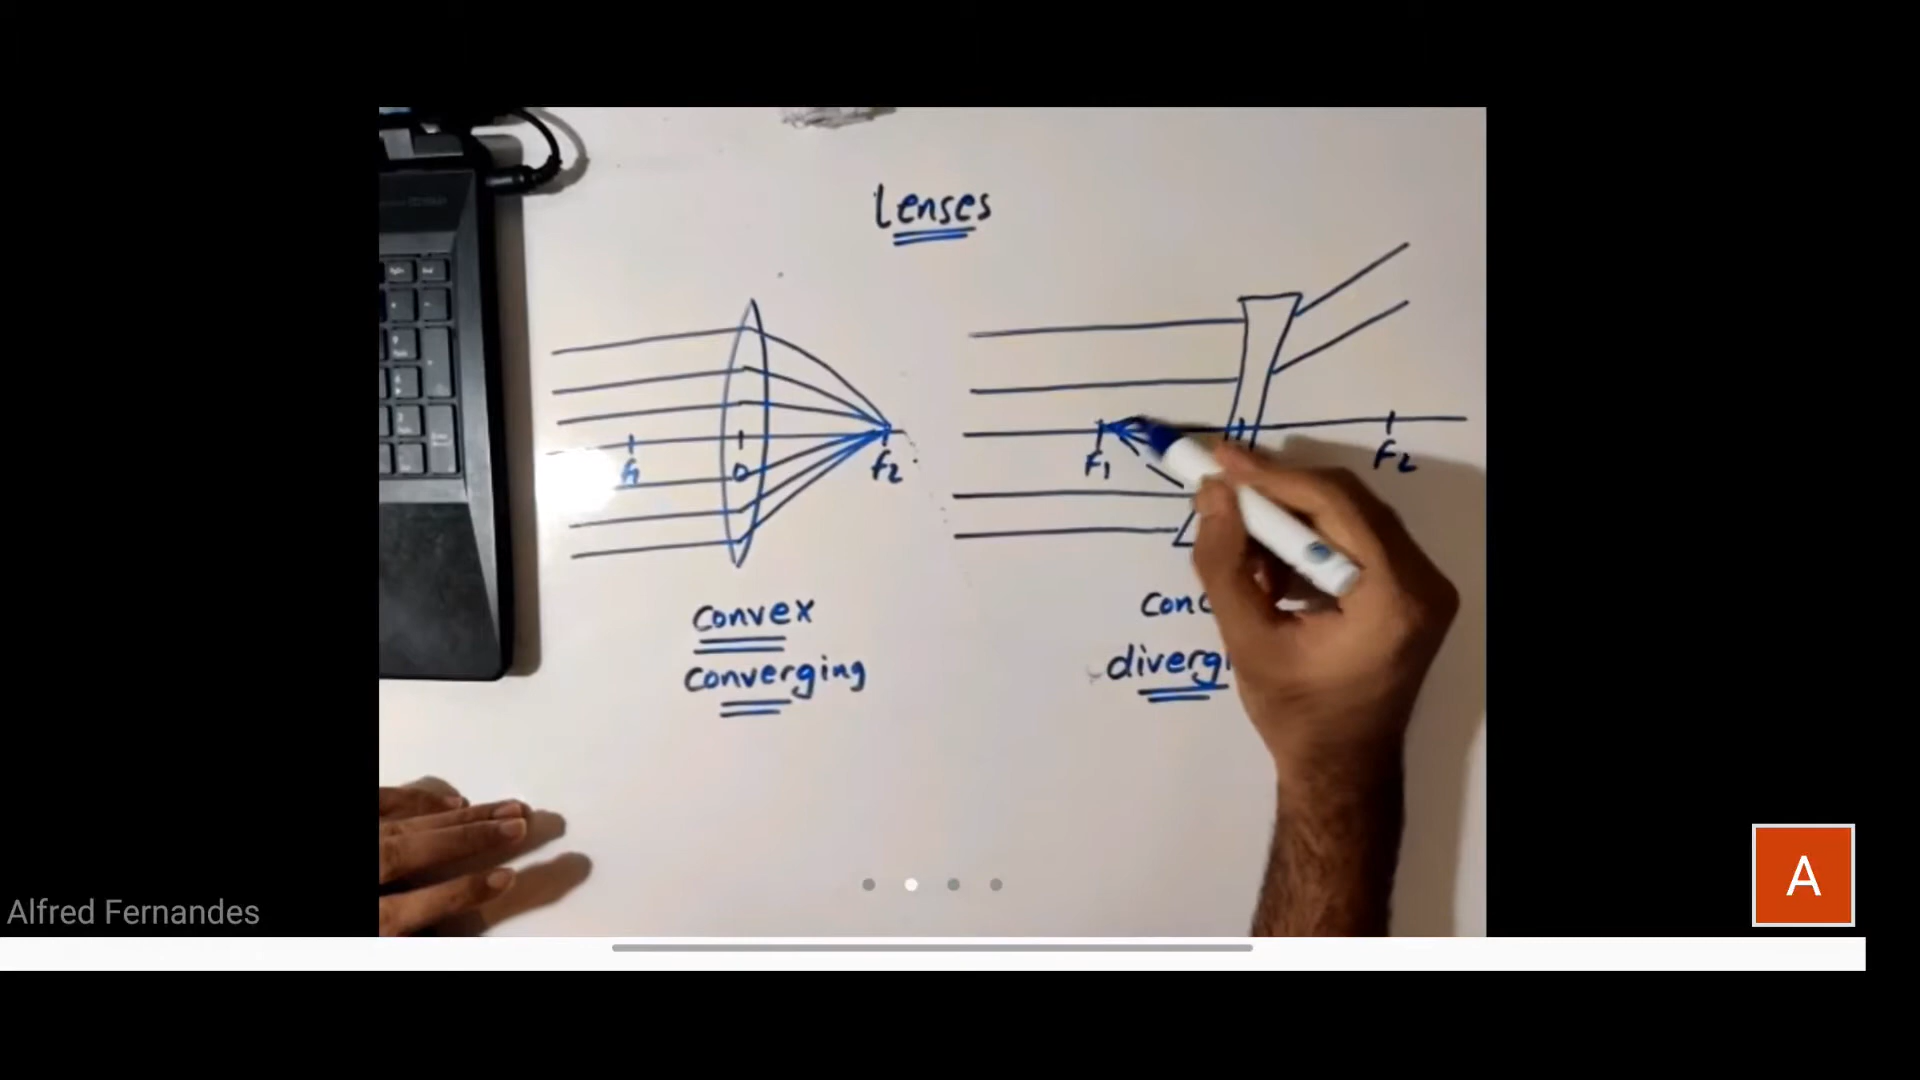 Lenses
F1
O
F2
F1
F2
Convex
Converging
Alfred Fernandes
A